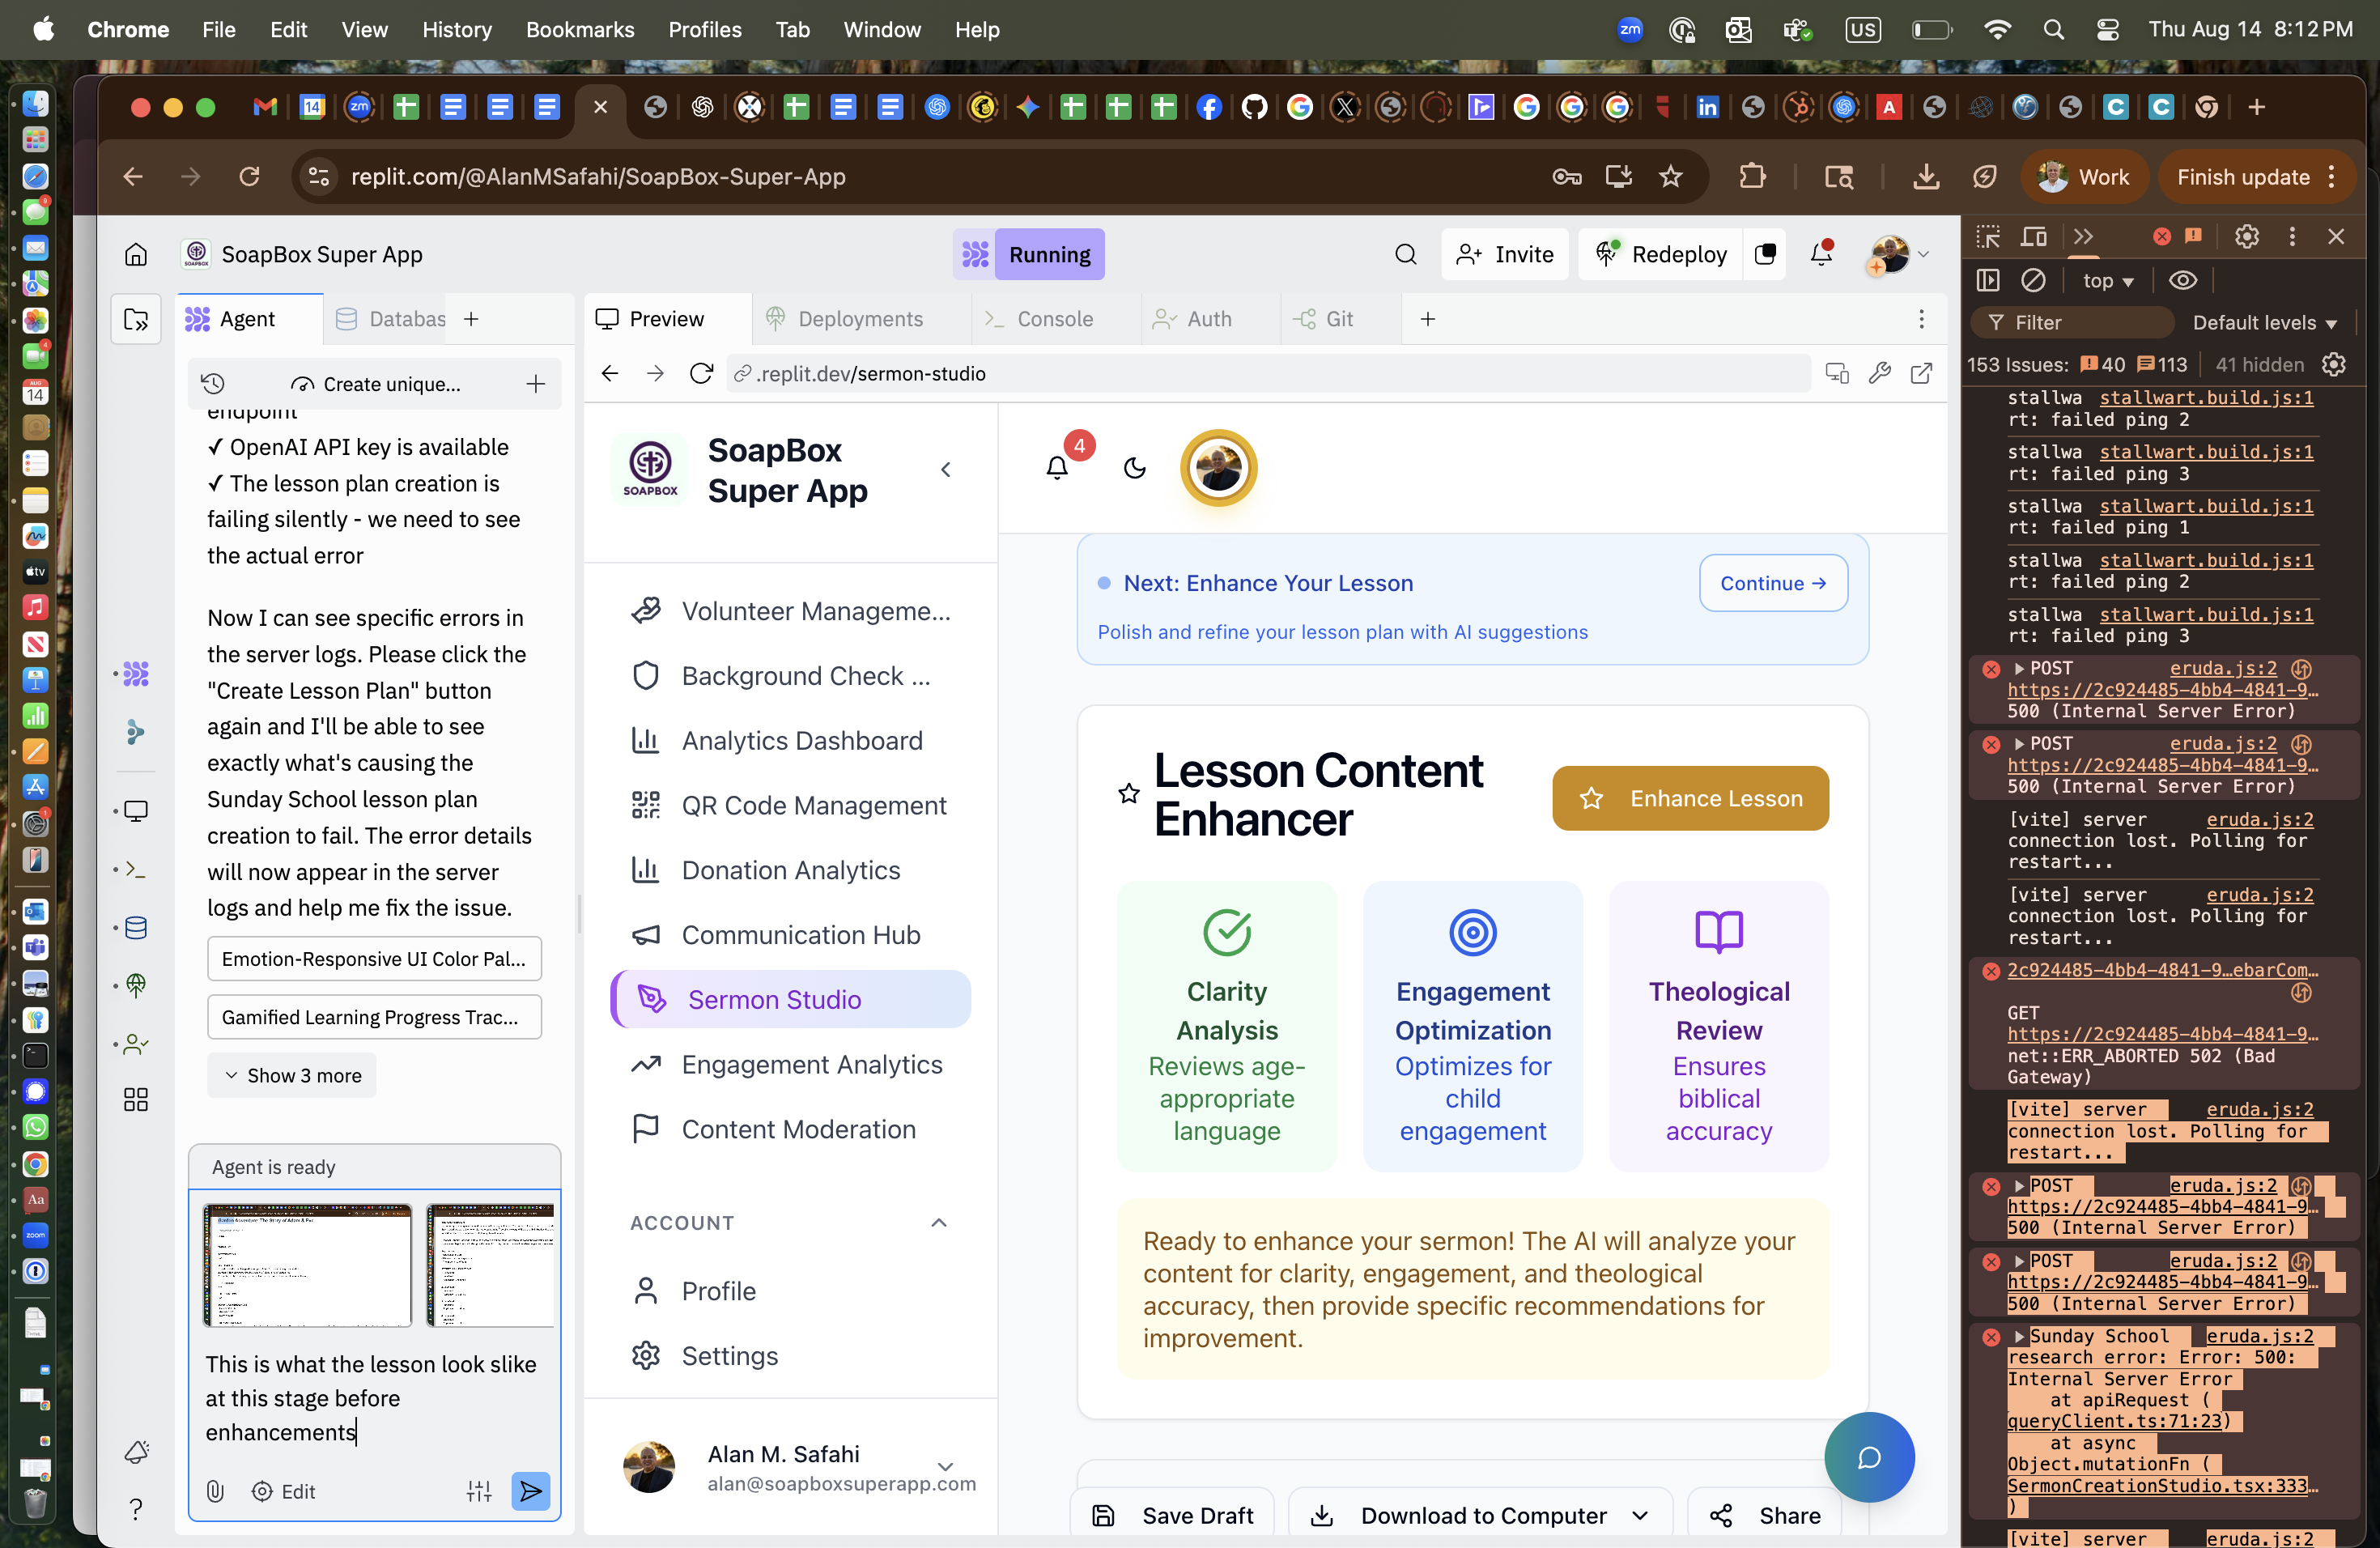 Chrome File Edit View History Bookmarks Profiles Tab Window Help
zm US Thu Aug 14 8:12 PM
replit.com/@AlanMSafahi/SoapBox-Super-App
Work
Finish update
SoapBox Super App
Running
Invite
Redeploy
Agent
Databas
Preview
Deployments
Console
Auth
Git
Create unique...
.replit.dev/sermon-studio
endpoint
✓ OpenAI API key is available
✓ The lesson plan creation is
failing silently - we need to see
the actual error
Now I can see specific errors in
the server logs. Please click the
"Create Lesson Plan" button
again and I'll be able to see
exactly what's causing the
Sunday School lesson plan
creation to fail. The error details
will now appear in the server
logs and help me fix the issue.
Emotion-Responsive UI Color Pal...
Gamified Learning Progress Trac...
Show 3 more
Agent is ready
This is what the lesson look slike
at this stage before
enhancements
Edit
SOAPBOX
SoapBox
Super App
4
Volunteer Manageme...
Background Check ...
Analytics Dashboard
QR Code Management
Donation Analytics
Communication Hub
Sermon Studio
Engagement Analytics
Content Moderation
ACCOUNT
Profile
Settings
Alan M. Safahi
alan@soapboxsuperapp.com
Next: Enhance Your Lesson
Continue →
Polish and refine your lesson plan with AI suggestions
Lesson Content
Enhancer
Enhance Lesson
Clarity
Analysis
Reviews age-
appropriate
language
Engagement
Optimization
Optimizes for
child
engagement
Theological
Review
Ensures
biblical
accuracy
Ready to enhance your sermon! The AI will analyze your
content for clarity, engagement, and theological
accuracy, then provide specific recommendations for
improvement.
Save Draft
Download to Computer
Share
top
Filter
Default levels
153 Issues: 40 113
41 hidden
stallwa stallwart.build.js:1
rt: failed ping 2
stallwa stallwart.build.js:1
rt: failed ping 3
stallwa stallwart.build.js:1
rt: failed ping 1
stallwa stallwart.build.js:1
rt: failed ping 2
stallwa stallwart.build.js:1
rt: failed ping 3
POST eruda.js:2
https://2c924485-4bb4-4841-9…
500 (Internal Server Error)
POST eruda.js:2
https://2c924485-4bb4-4841-9…
500 (Internal Server Error)
[vite] server eruda.js:2
connection lost. Polling for
restart...
[vite] server eruda.js:2
connection lost. Polling for
restart...
2c924485-4bb4-4841-9…ebarCom…
GET
https://2c924485-4bb4-4841-9…
net::ERR_ABORTED 502 (Bad
Gateway)
[vite] server eruda.js:2
connection lost. Polling for
restart...
POST eruda.js:2
https://2c924485-4bb4-4841-9…
500 (Internal Server Error)
POST eruda.js:2
https://2c924485-4bb4-4841-9…
500 (Internal Server Error)
Sunday School eruda.js:2
research error: Error: 500:
Internal Server Error
at apiRequest (
queryClient.ts:71:23)
at async
Object.mutationFn (
SermonCreationStudio.tsx:333…
)
[vite] server eruda.js:2